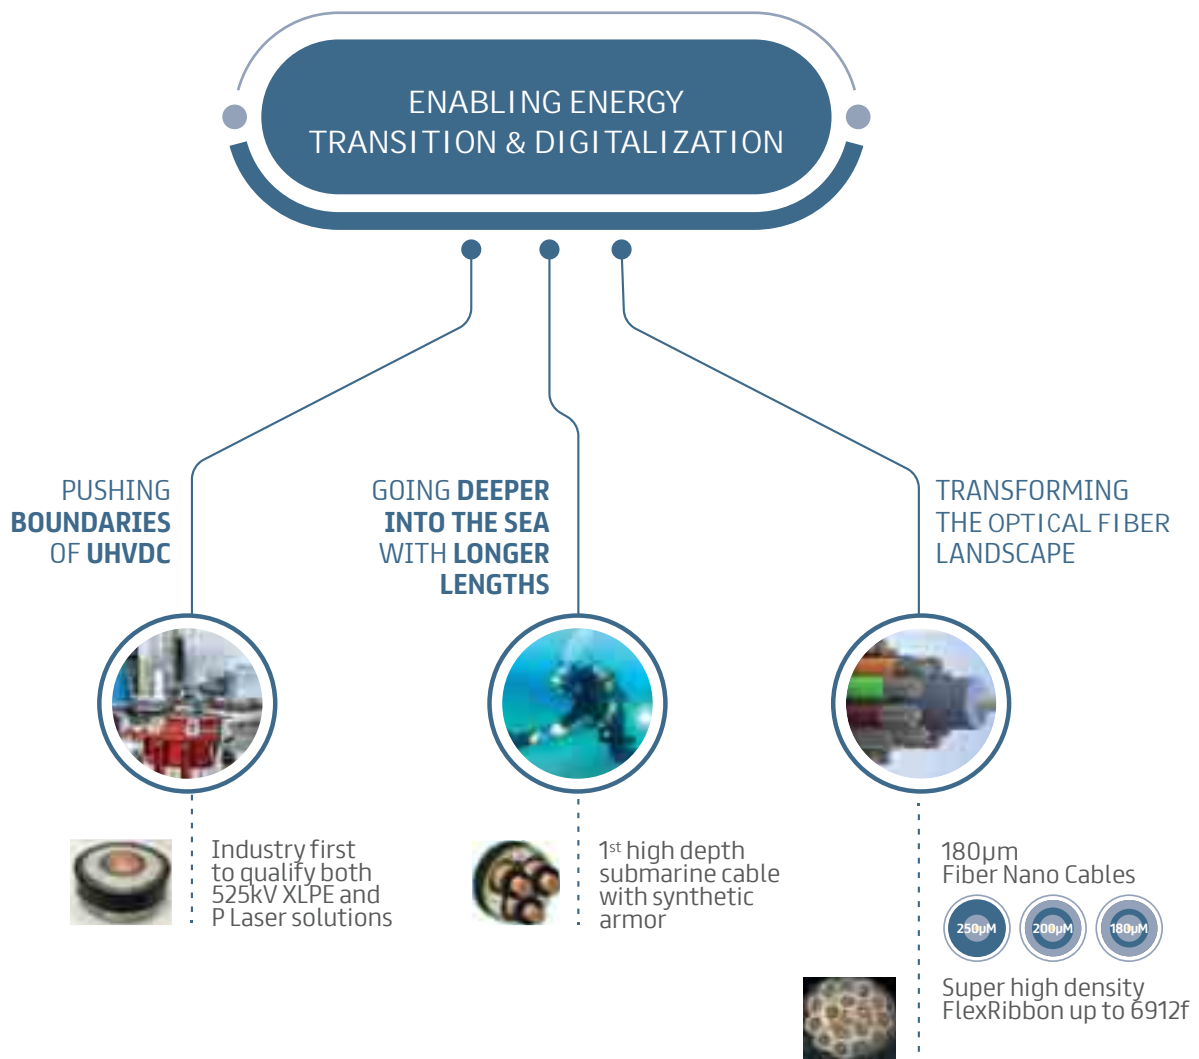 ENABLING ENERGY
TRANSITION & DIGITALIZATION
PUSHING
BOUNDARIES
OF UHVDC
GOING DEEPER
INTO THE SEA
WITH LONGER
LENGTHS
TRANSFORMING
THE OPTICAL FIBER
LANDSCAPE
Industry first
to qualify both
525kV XLPE and
P Laser solutions
1st high depth
submarine cable
with synthetic
armor
180µm
Fiber Nano Cables
250µM 200µM 180µM
Super high density
FlexRibbon up to 6912f